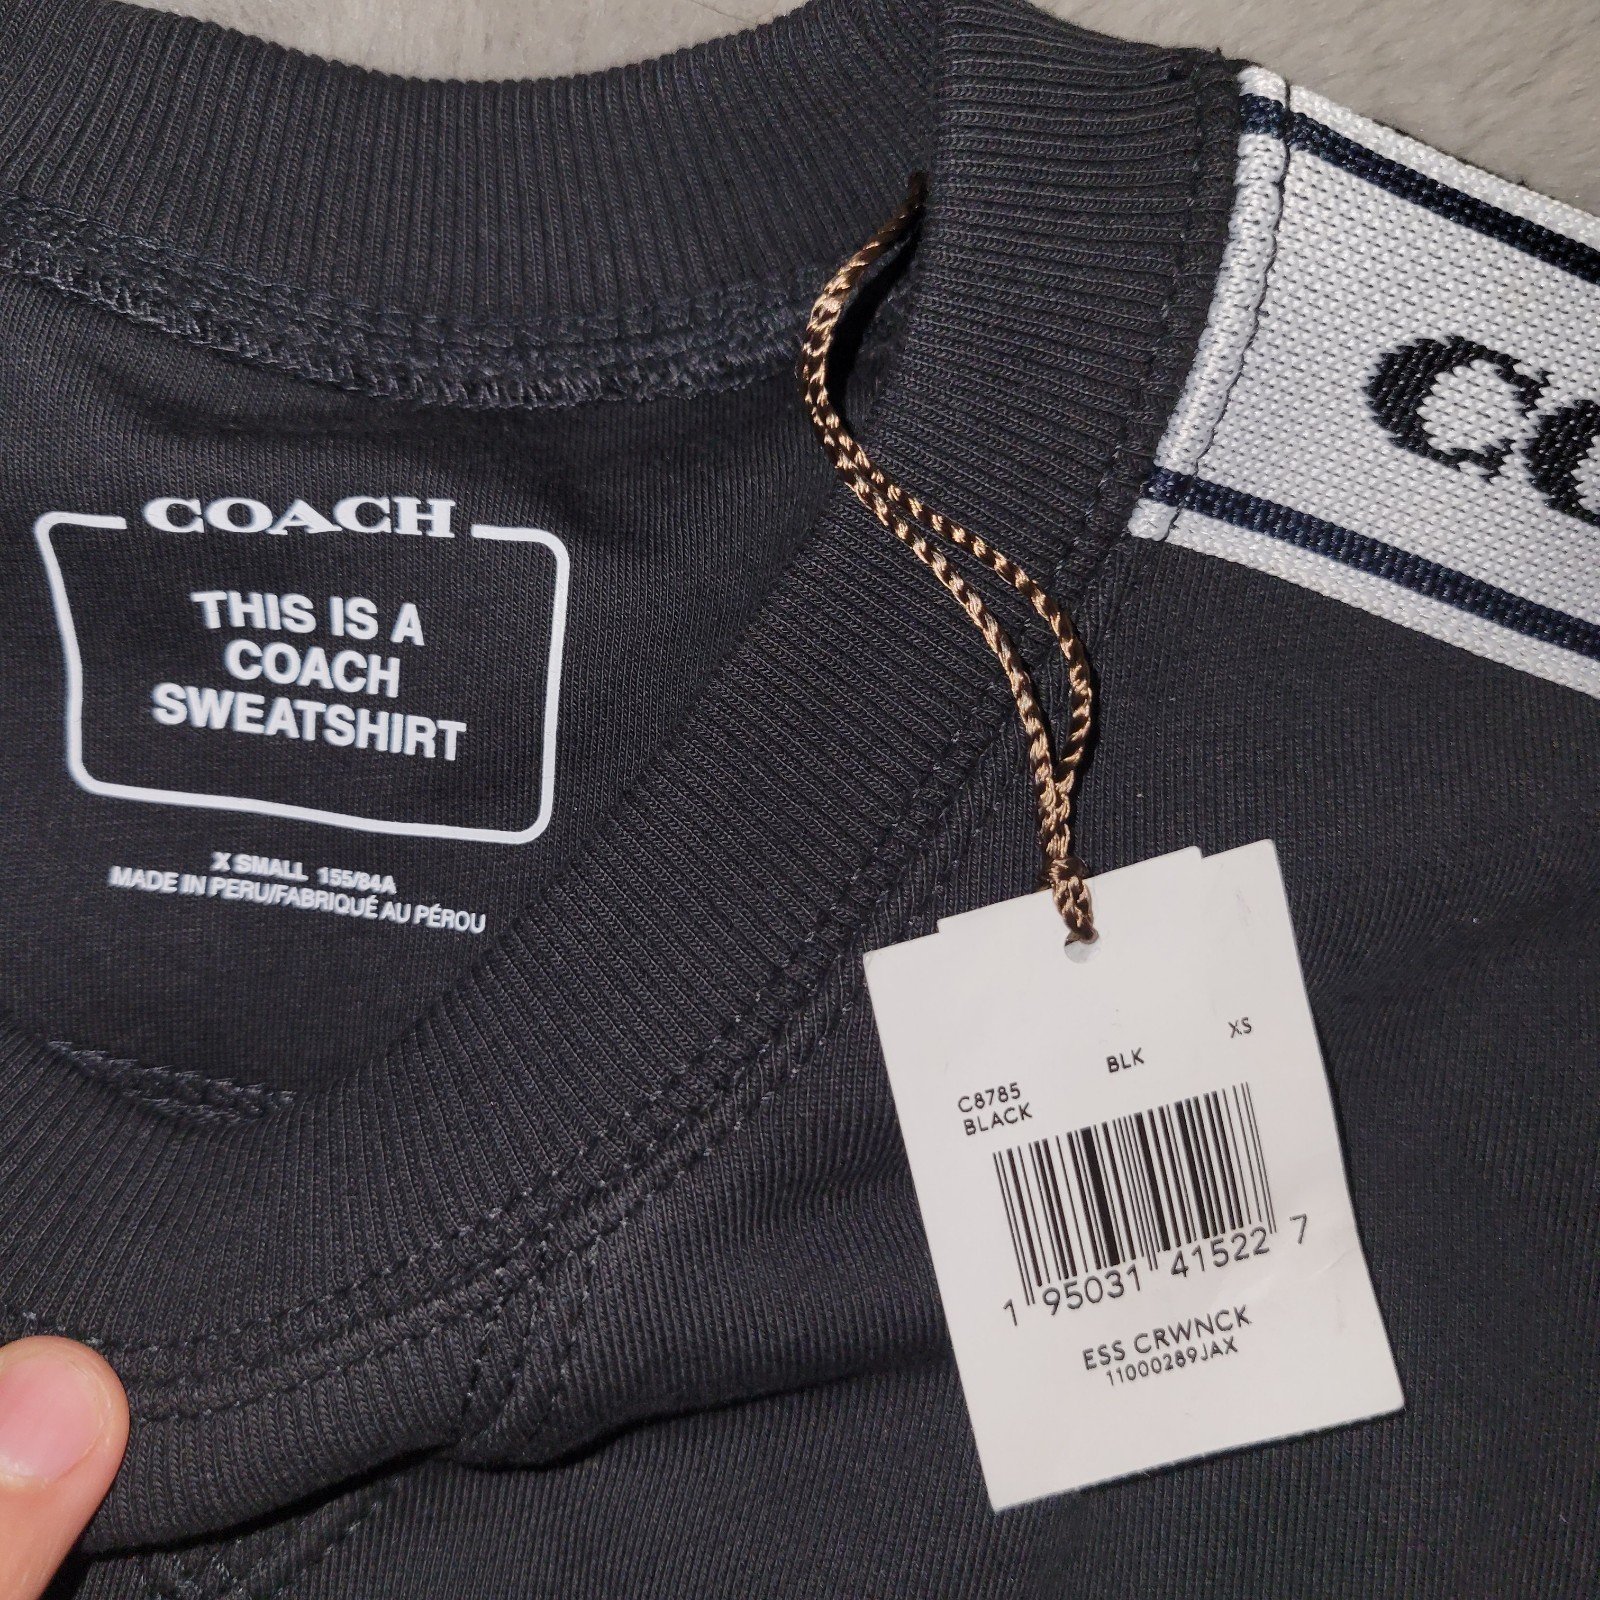 COACH
THIS IS A
COACH
SWEATSHIRT
X SMALL 155/84A
MADE IN PERU/FABRIQUÉ AU PÉROU
XS
BLK
C8785
BLACK
1 95031 41522 7
ESS CRWNCK
11000289JAX